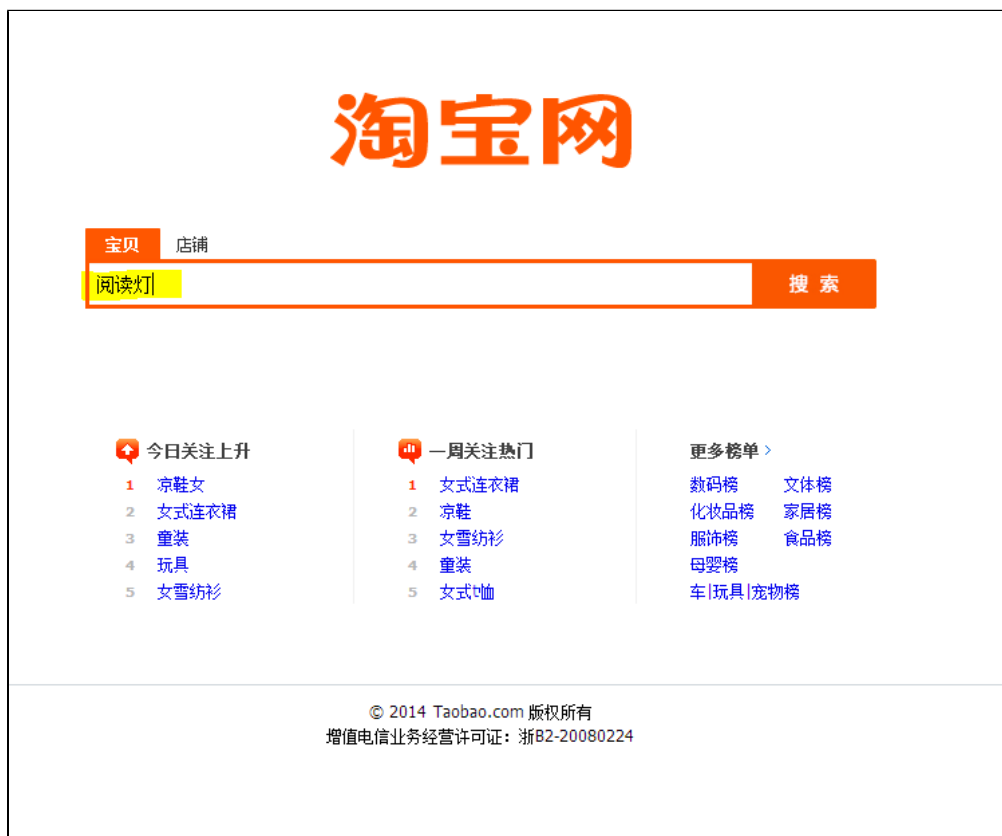 淘宝网
宝贝 店铺
阅读灯
搜 索
今日关注上升
1 凉鞋女
2 女式连衣裙
3 童装
4 玩具
5 女雪纺衫
一周关注热门
1 女式连衣裙
2 凉鞋
3 女雪纺衫
4 童装
5 女式t恤
更多榜单 >
数码榜 文体榜
化妆品榜 家居榜
服饰榜 食品榜
母婴榜
车|玩具|宠物榜
© 2014 Taobao.com 版权所有
增值电信业务经营许可证：浙B2-20080224